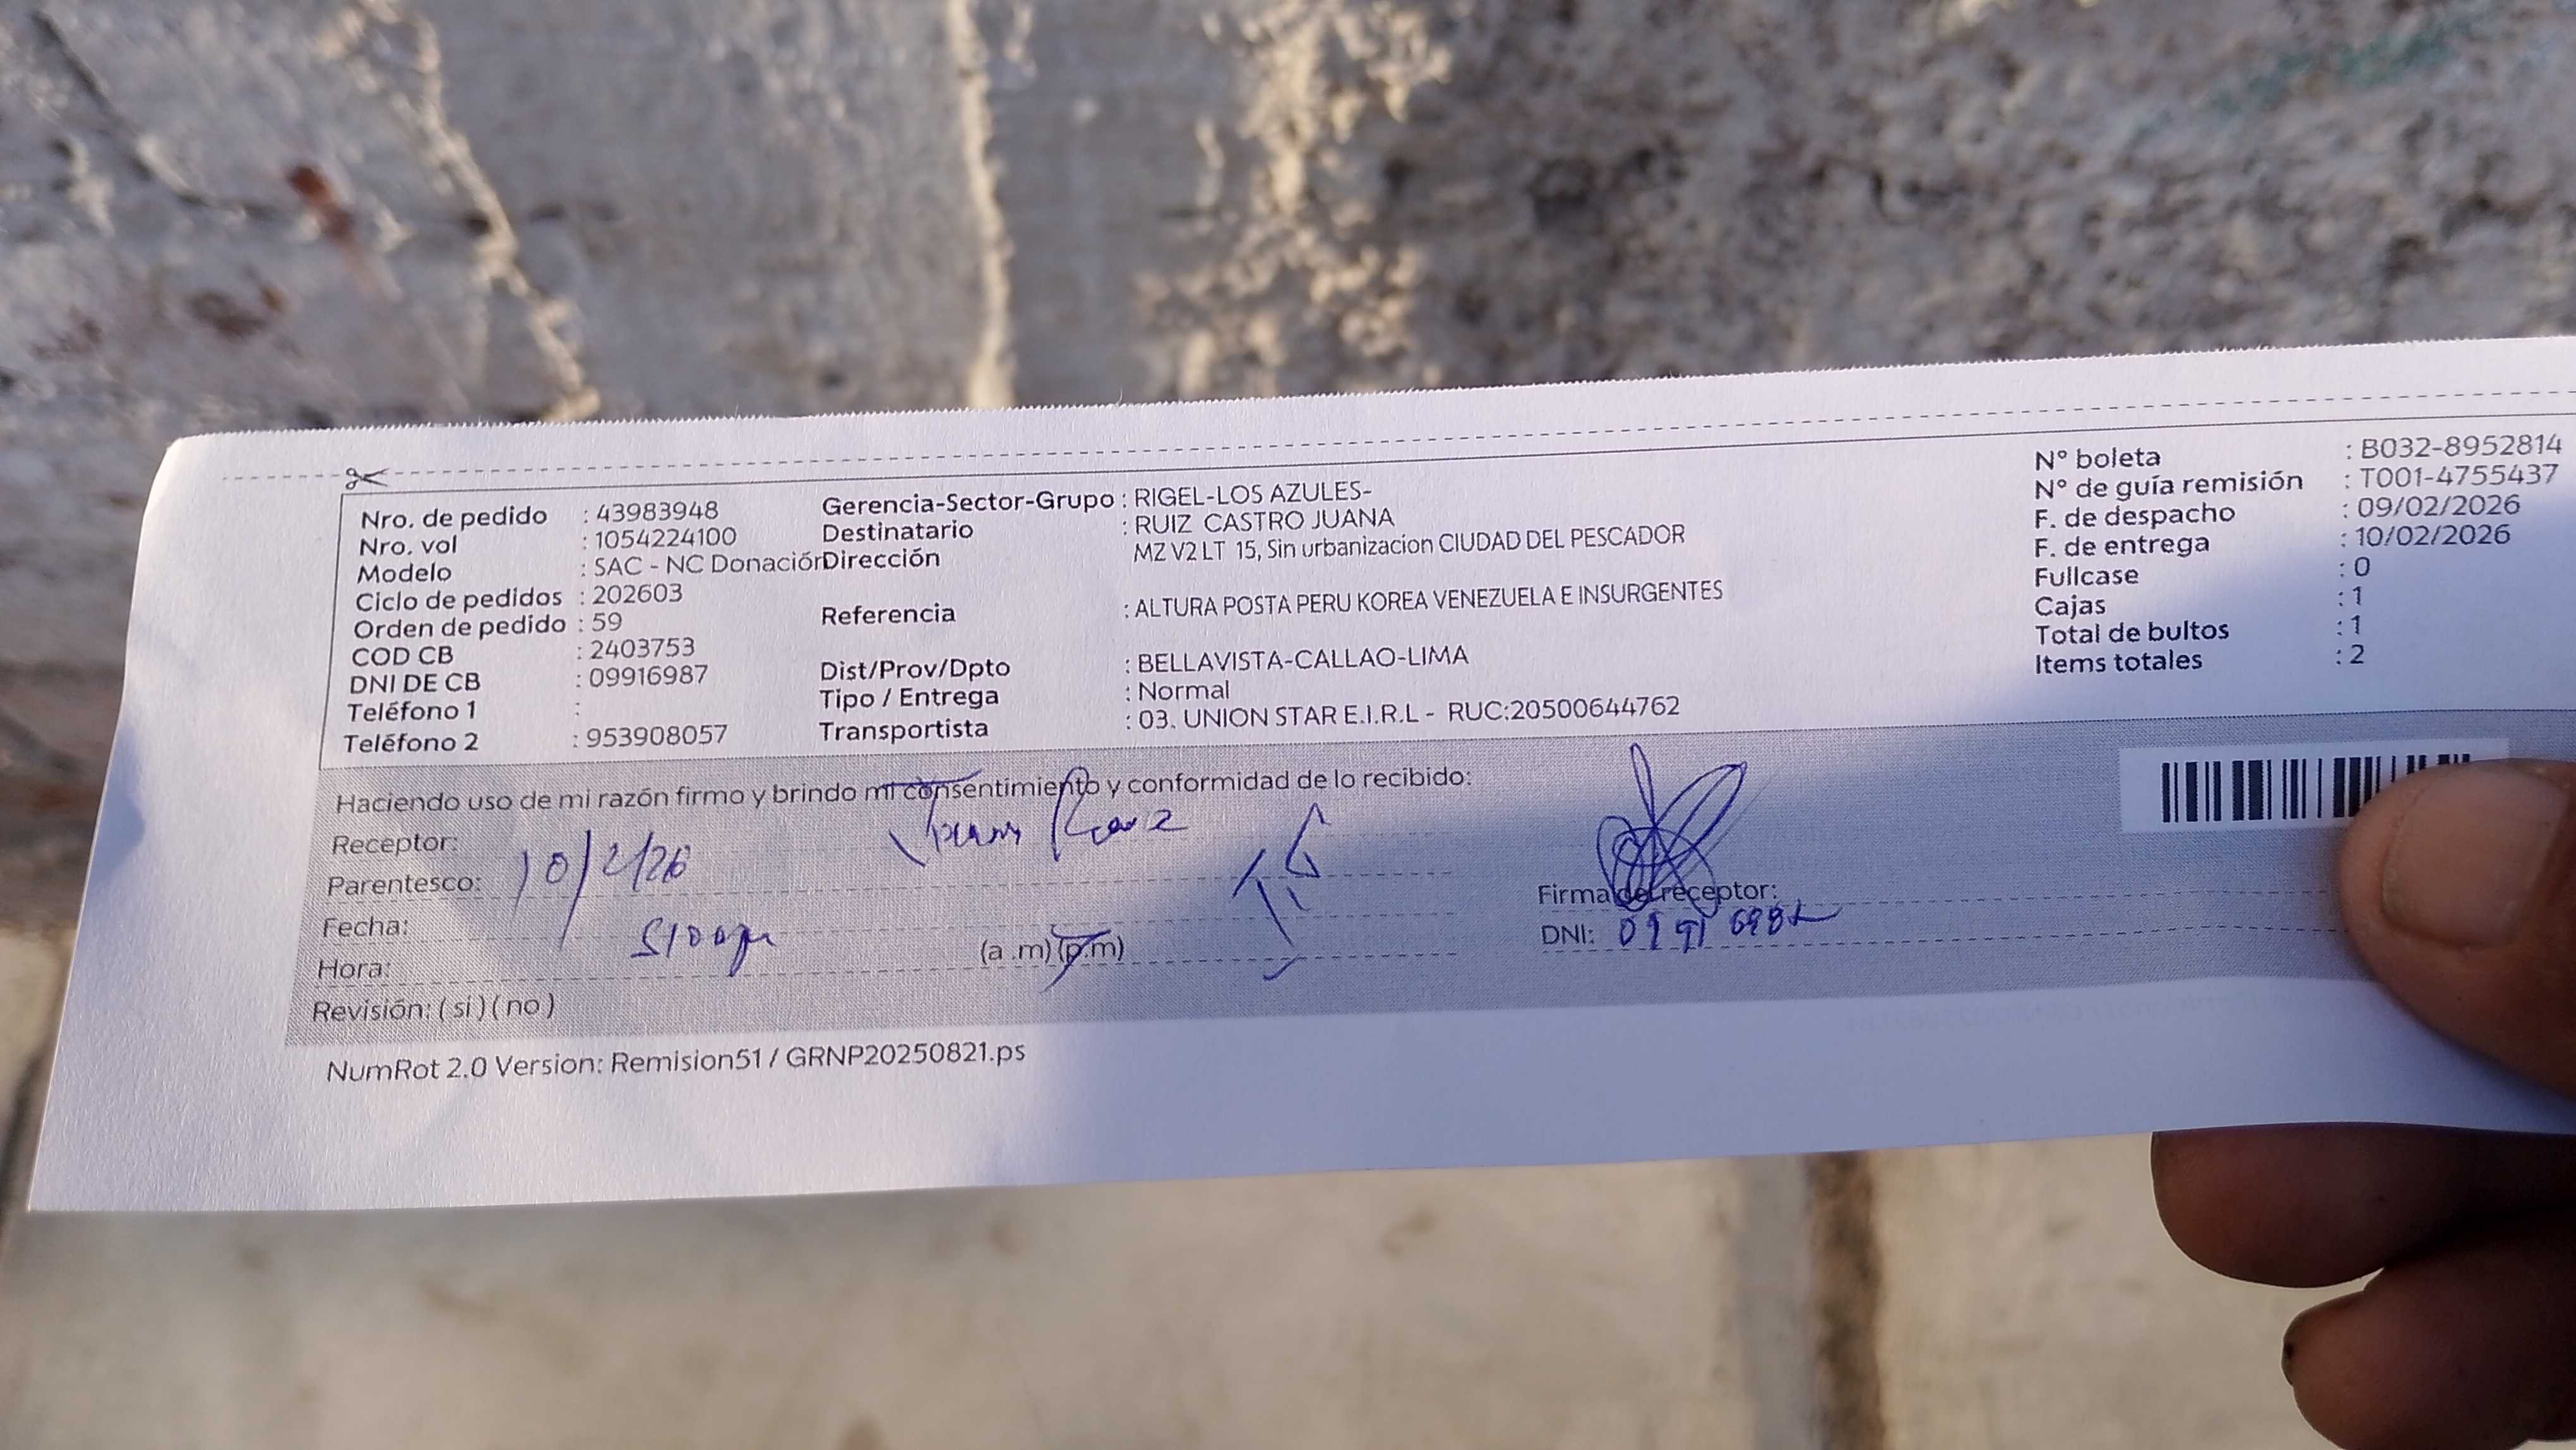 Nro. de pedido : 43983948
Nro. vol : 1054224100
Modelo : SAC - NC Donación
Ciclo de pedidos : 202603
Orden de pedido : 59
COD CB : 2403753
DNI DE CB : 09916987
Teléfono 1 :
Teléfono 2 : 953908057
Gerencia-Sector-Grupo : RIGEL-LOS AZULES-
Destinatario : RUIZ CASTRO JUANA
Dirección MZ V2 LT 15, Sin urbanizacion CIUDAD DEL PESCADOR
Referencia : ALTURA POSTA PERU KOREA VENEZUELA E INSURGENTES
Dist/Prov/Dpto : BELLAVISTA-CALLAO-LIMA
Tipo / Entrega : Normal
Transportista : 03. UNION STAR E.I.R.L - RUC:20500644762
N° boleta : B032-8952814
N° de guía remisión : T001-4755437
F. de despacho : 09/02/2026
F. de entrega : 10/02/2026
Fullcase : 0
Cajas : 1
Total de bultos : 1
Items totales : 2
Haciendo uso de mi razón firmo y brindo mi consentimiento y conformidad de lo recibido:
Receptor:
Parentesco: 10/2/26
Fecha:
Hora: (a .m)(p.m)
Revisión: ( si ) ( no )
Firma del receptor:
DNI:
NumRot 2.0 Version: Remision51 / GRNP20250821.ps